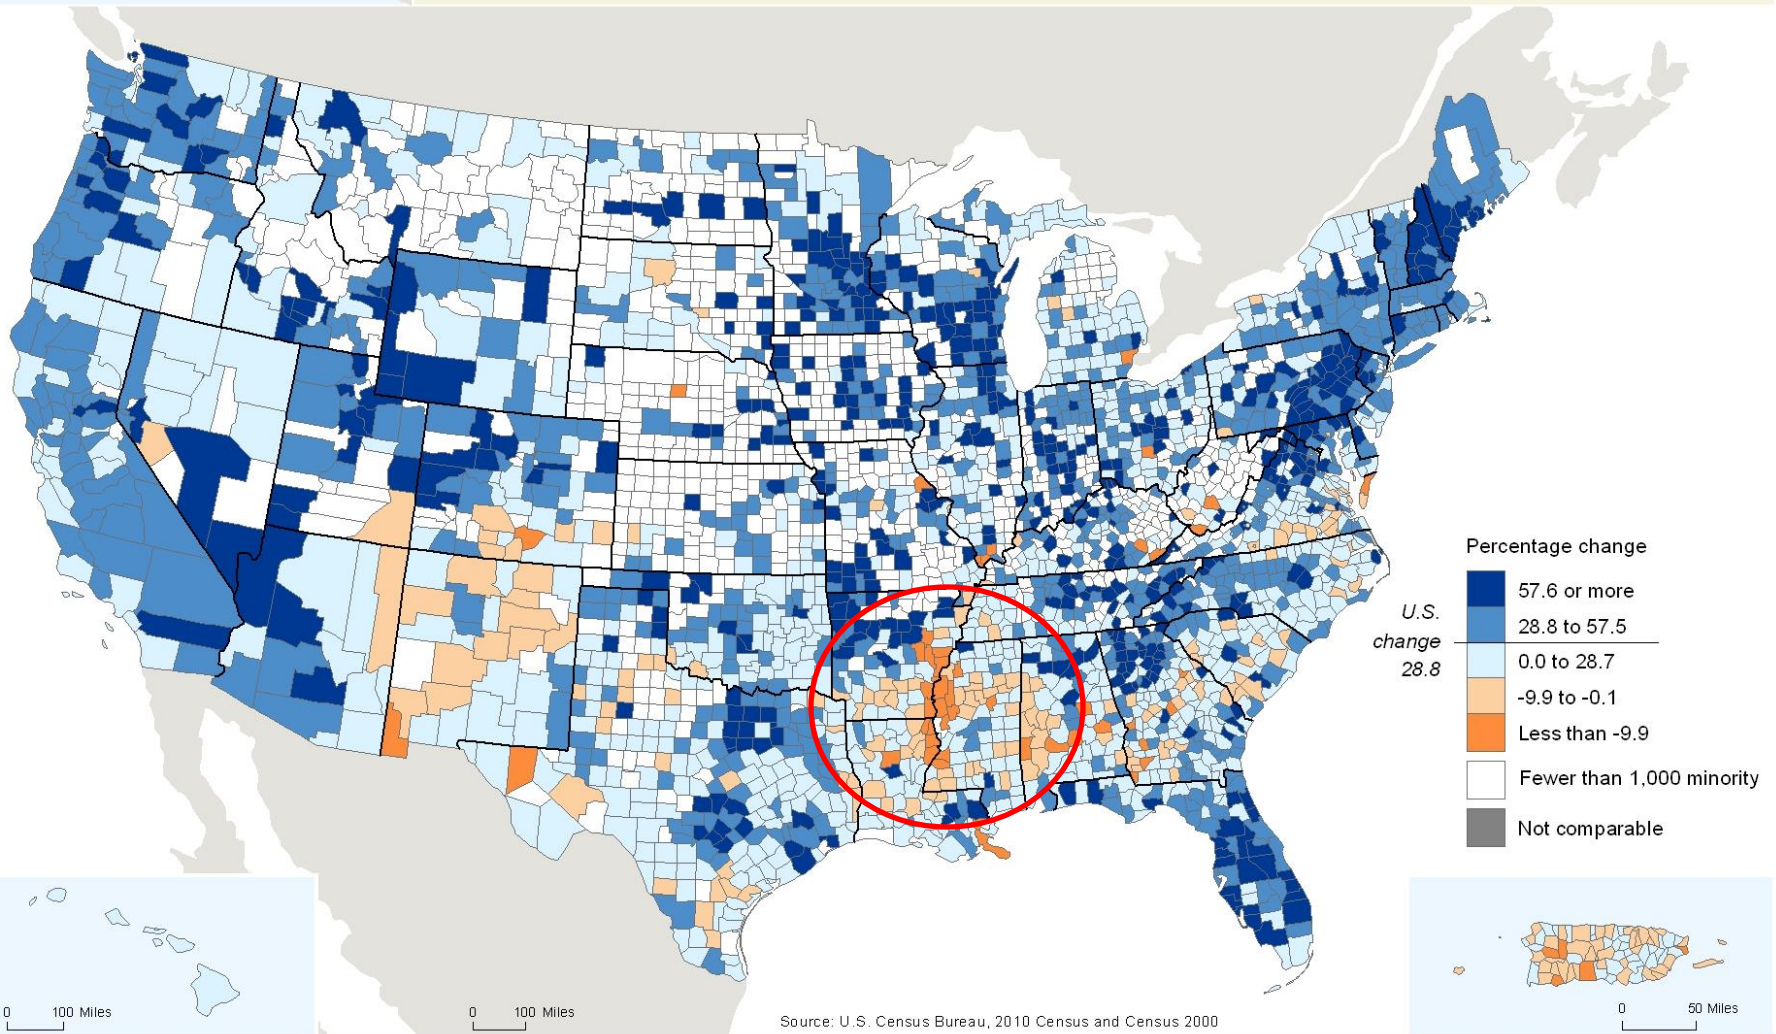 Percentage change
57.6 or more
28.8 to 57.5
U.S.
change
28.8
0.0 to 28.7
-9.9 to -0.1
Less than -9.9
Fewer than 1,000 minority
Not comparable
0 100 Miles
0 100 Miles
0 50 Miles
Source: U.S. Census Bureau, 2010 Census and Census 2000